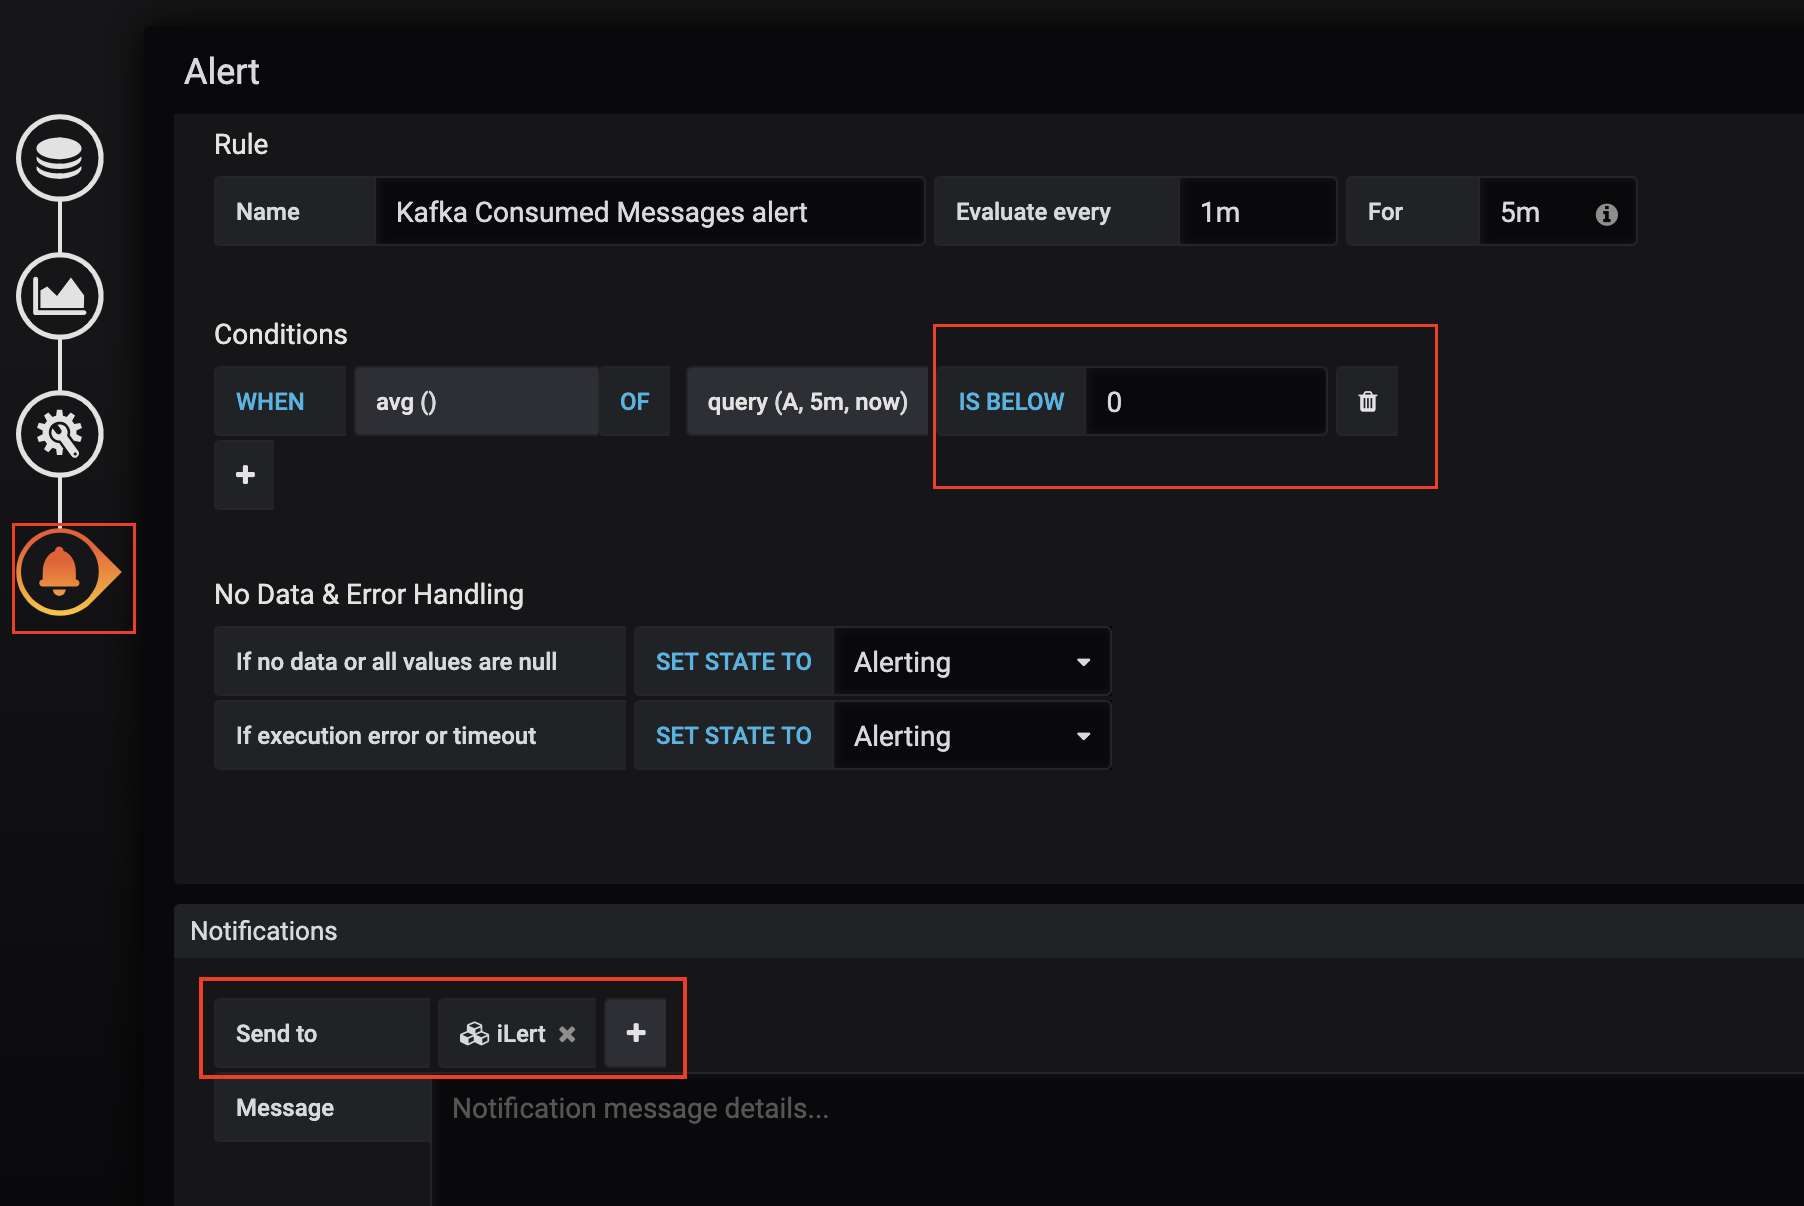 Alert
Rule
Name Kafka Consumed Messages alert Evaluate every 1m For 5m
Conditions
WHEN avg () OF query (A, 5m, now) IS BELOW 0
No Data & Error Handling
If no data or all values are null SET STATE TO Alerting
If execution error or timeout SET STATE TO Alerting
Notifications
Send to iLert
Message Notification message details...